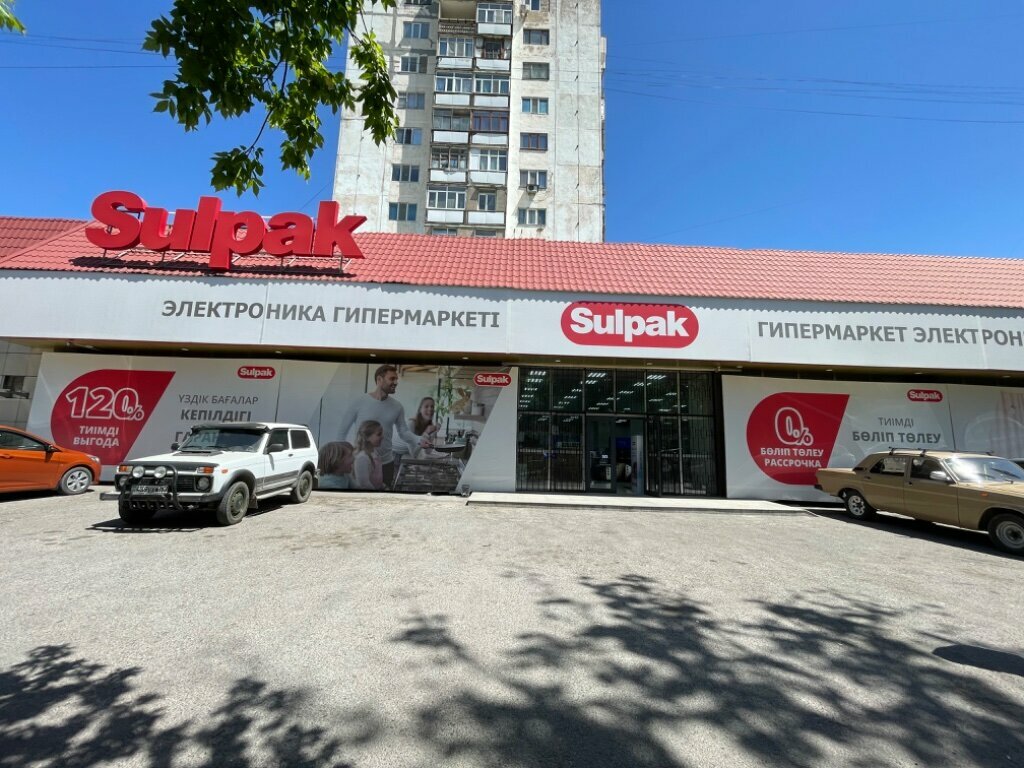 Sulpak
ЭЛЕКТРОНИКА ГИПЕРМАРКЕТІ
Sulpak
ГИПЕРМАРКЕТ ЭЛЕКТРОН
120%
ТИІМДІ
ВЫГОДА
Sulpak
ҮЗДІК БАҒАЛАР
КЕПІЛДІГІ
Sulpak
0%
БӨЛІП ТӨЛЕУ
РАССРОЧКА
Sulpak
ТИІМДІ
БӨЛІП ТӨЛЕУ